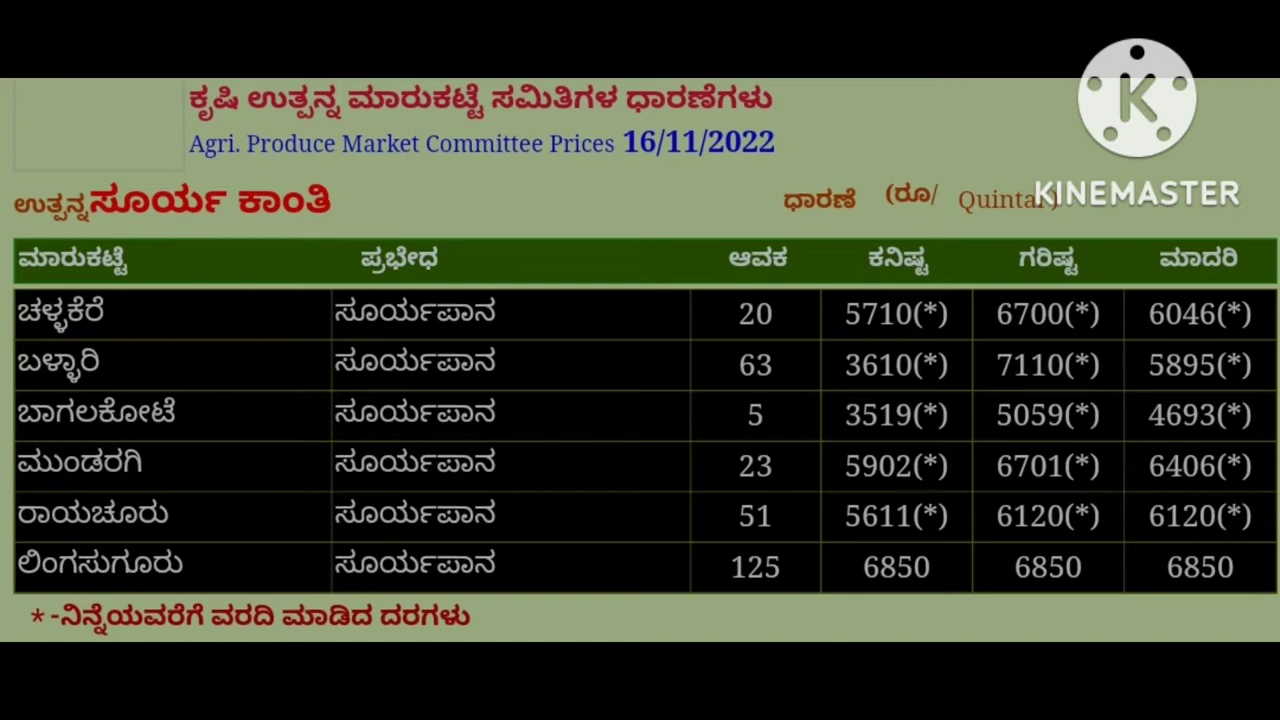 ಕೃಷಿ ಉತ್ಪನ್ನ ಮಾರುಕಟ್ಟೆ ಸಮಿತಿಗಳ ಧಾರಣೆಗಳು
Agri. Produce Market Committee Prices 16/11/2022
ಉತ್ಪನ್ನ ಸೂರ್ಯ ಕಾಂತಿ ಧಾರಣೆ (ರೂ/ Quintal)
KINEMASTER
ಮಾರುಕಟ್ಟೆ ಪ್ರಭೇಧ ಆವಕ ಕನಿಷ್ಟ ಗರಿಷ್ಟ ಮಾದರಿ
ಚಳ್ಳಕೆರೆ ಸೂರ್ಯಪಾನ 20 5710(*) 6700(*) 6046(*)
ಬಳ್ಳಾರಿ ಸೂರ್ಯಪಾನ 63 3610(*) 7110(*) 5895(*)
ಬಾಗಲಕೋಟೆ ಸೂರ್ಯಪಾನ 5 3519(*) 5059(*) 4693(*)
ಮುಂಡರಗಿ ಸೂರ್ಯಪಾನ 23 5902(*) 6701(*) 6406(*)
ರಾಯಚೂರು ಸೂರ್ಯಪಾನ 51 5611(*) 6120(*) 6120(*)
ಲಿಂಗಸುಗೂರು ಸೂರ್ಯಪಾನ 125 6850 6850 6850
* -ನಿನ್ನೆಯವರೆಗೆ ವರದಿ ಮಾಡಿದ ದರಗಳು